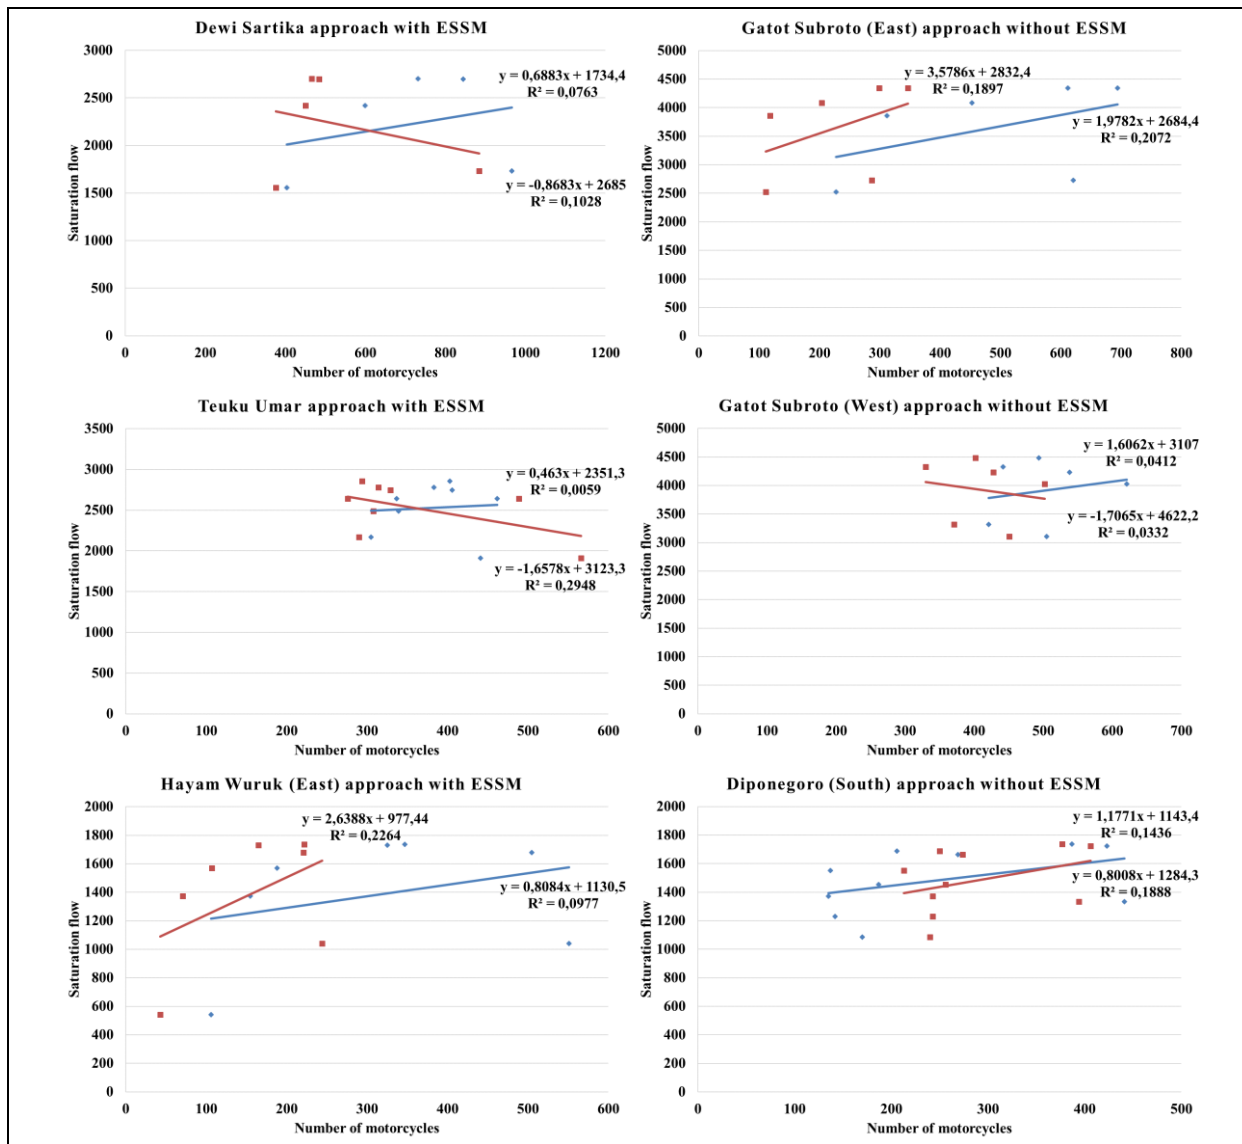 Dewi Sartika approach with ESSM
3000
2500
2000
1500
1000
500
0
Saturation flow
y = 0,6883x + 1734,4
R² = 0,0763
y = -0,8683x + 2685
R² = 0,1028
0 200 400 600 800 1000 1200
Number of motorcycles
Gatot Subroto (East) approach without ESSM
5000
4500
4000
3500
3000
2500
2000
1500
1000
500
0
Saturation flow
y = 3,5786x + 2832,4
R² = 0,1897
y = 1,9782x + 2684,4
R² = 0,2072
0 100 200 300 400 500 600 700 800
Number of motorcycles
Teuku Umar approach with ESSM
3500
3000
2500
2000
1500
1000
500
0
Saturation flow
y = 0,463x + 2351,3
R² = 0,0059
y = -1,6578x + 3123,3
R² = 0,2948
0 100 200 300 400 500 600
Number of motorcycles
Gatot Subroto (West) approach without ESSM
5000
4500
4000
3500
3000
2500
2000
1500
1000
500
0
Saturation flow
y = 1,6062x + 3107
R² = 0,0412
y = -1,7065x + 4622,2
R² = 0,0332
0 100 200 300 400 500 600 700
Number of motorcycles
Hayam Wuruk (East) approach with ESSM
2000
1800
1600
1400
1200
1000
800
600
400
200
0
Saturation flow
y = 2,6388x + 977,44
R² = 0,2264
y = 0,8084x + 1130,5
R² = 0,0977
0 100 200 300 400 500 600
Number of motorcycles
Diponegoro (South) approach without ESSM
2000
1800
1600
1400
1200
1000
800
600
400
200
0
Saturation flow
y = 1,1771x + 1143,4
R² = 0,1436
y = 0,8008x + 1284,3
R² = 0,1888
0 100 200 300 400 500
Number of motorcycles